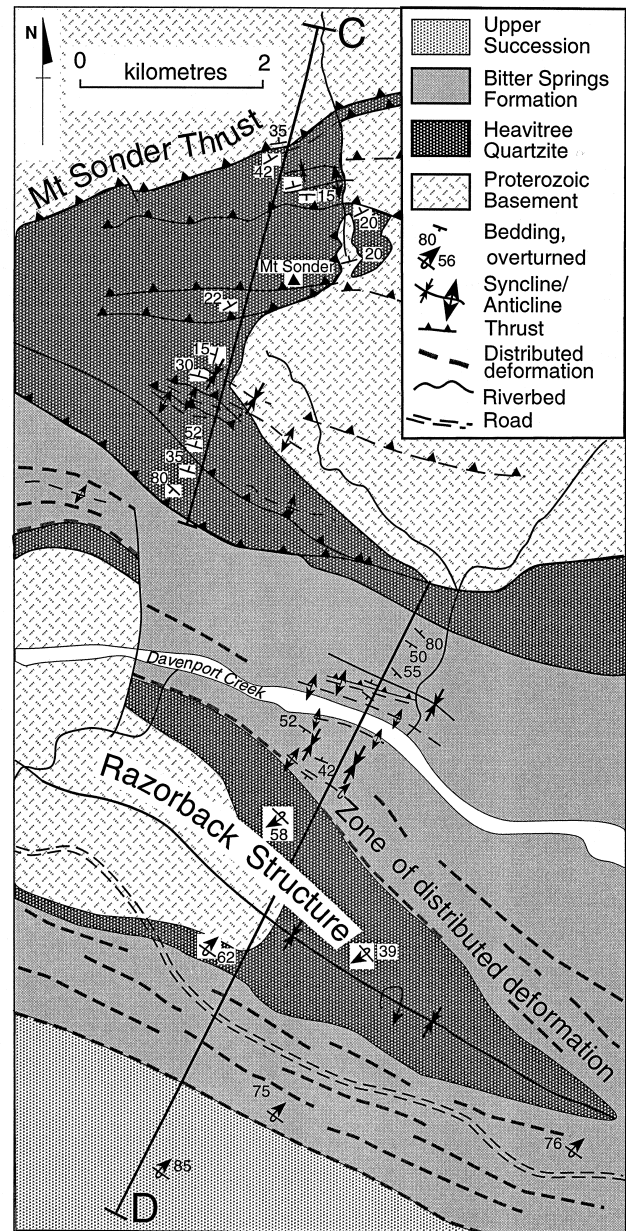 N
C
0 2
kilometres
Upper
Succession
Bitter Springs
Formation
Heavitree
Quartzite
Proterozoic
Basement
80
56
Bedding,
overturned
Syncline/
Anticline
Thrust
Distributed
deformation
Riverbed
Road
Mt Sonder Thrust
35
42
15
20
20
Mt Sonder
22
15
30
52
35
80
80
50
55
Davenport Creek
52
42
Razorback Structure
58
Zone of distributed deformation
62
39
75
76
85
D